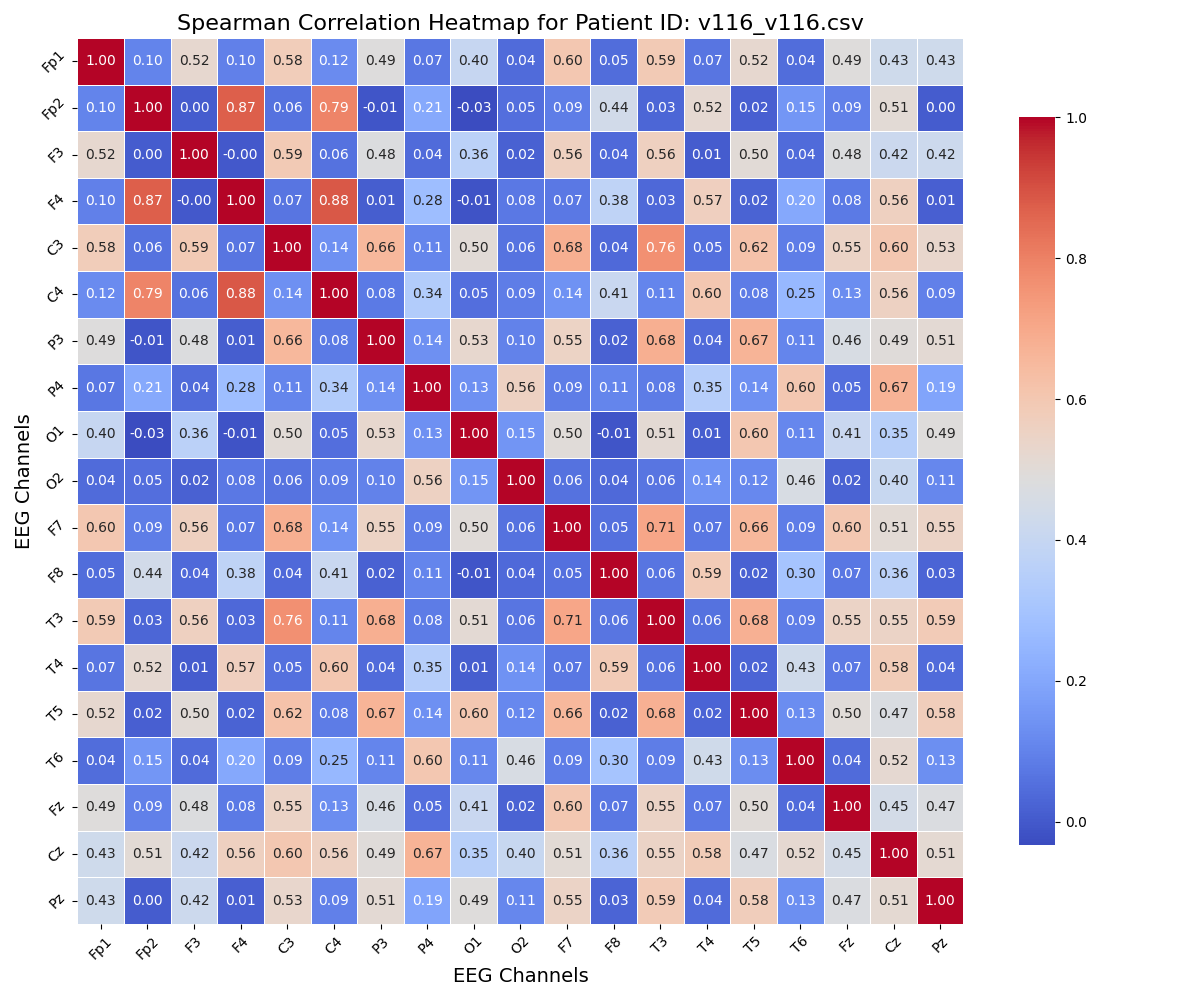 Spearman Correlation Heatmap for Patient ID: v116_v116.csv
Fp1 1.00 0.10 0.52 0.10 0.58 0.12 0.49 0.07 0.40 0.04 0.60 0.05 0.59 0.07 0.52 0.04 0.49 0.43 0.43
Fp2 0.10 1.00 0.00 0.87 0.06 0.79 -0.01 0.21 -0.03 0.05 0.09 0.44 0.03 0.52 0.02 0.15 0.09 0.51 0.00
F3 0.52 0.00 1.00 -0.00 0.59 0.06 0.48 0.04 0.36 0.02 0.56 0.04 0.56 0.01 0.50 0.04 0.48 0.42 0.42
F4 0.10 0.87 -0.00 1.00 0.07 0.88 0.01 0.28 -0.01 0.08 0.07 0.38 0.03 0.57 0.02 0.20 0.08 0.56 0.01
C3 0.58 0.06 0.59 0.07 1.00 0.14 0.66 0.11 0.50 0.06 0.68 0.04 0.76 0.05 0.62 0.09 0.55 0.60 0.53
C4 0.12 0.79 0.06 0.88 0.14 1.00 0.08 0.34 0.05 0.09 0.14 0.41 0.11 0.60 0.08 0.25 0.13 0.56 0.09
P3 0.49 -0.01 0.48 0.01 0.66 0.08 1.00 0.14 0.53 0.10 0.55 0.02 0.68 0.04 0.67 0.11 0.46 0.49 0.51
P4 0.07 0.21 0.04 0.28 0.11 0.34 0.14 1.00 0.13 0.56 0.09 0.11 0.08 0.35 0.14 0.60 0.05 0.67 0.19
O1 0.40 -0.03 0.36 -0.01 0.50 0.05 0.53 0.13 1.00 0.15 0.50 -0.01 0.51 0.01 0.60 0.11 0.41 0.35 0.49
O2 0.04 0.05 0.02 0.08 0.06 0.09 0.10 0.56 0.15 1.00 0.06 0.04 0.06 0.14 0.12 0.46 0.02 0.40 0.11
F7 0.60 0.09 0.56 0.07 0.68 0.14 0.55 0.09 0.50 0.06 1.00 0.05 0.71 0.07 0.66 0.09 0.60 0.51 0.55
F8 0.05 0.44 0.04 0.38 0.04 0.41 0.02 0.11 -0.01 0.04 0.05 1.00 0.06 0.59 0.02 0.30 0.07 0.36 0.03
T3 0.59 0.03 0.56 0.03 0.76 0.11 0.68 0.08 0.51 0.06 0.71 0.06 1.00 0.06 0.68 0.09 0.55 0.55 0.59
T4 0.07 0.52 0.01 0.57 0.05 0.60 0.04 0.35 0.01 0.14 0.07 0.59 0.06 1.00 0.02 0.43 0.07 0.58 0.04
T5 0.52 0.02 0.50 0.02 0.62 0.08 0.67 0.14 0.60 0.12 0.66 0.02 0.68 0.02 1.00 0.13 0.50 0.47 0.58
T6 0.04 0.15 0.04 0.20 0.09 0.25 0.11 0.60 0.11 0.46 0.09 0.30 0.09 0.43 0.13 1.00 0.04 0.52 0.13
Fz 0.49 0.09 0.48 0.08 0.55 0.13 0.46 0.05 0.41 0.02 0.60 0.07 0.55 0.07 0.50 0.04 1.00 0.45 0.47
Cz 0.43 0.51 0.42 0.56 0.60 0.56 0.49 0.67 0.35 0.40 0.51 0.36 0.55 0.58 0.47 0.52 0.45 1.00 0.51
Pz 0.43 0.00 0.42 0.01 0.53 0.09 0.51 0.19 0.49 0.11 0.55 0.03 0.59 0.04 0.58 0.13 0.47 0.51 1.00
Fp1 Fp2 F3 F4 C3 C4 P3 P4 O1 O2 F7 F8 T3 T4 T5 T6 Fz Cz Pz
EEG Channels
EEG Channels
1.0
0.8
0.6
0.4
0.2
0.0